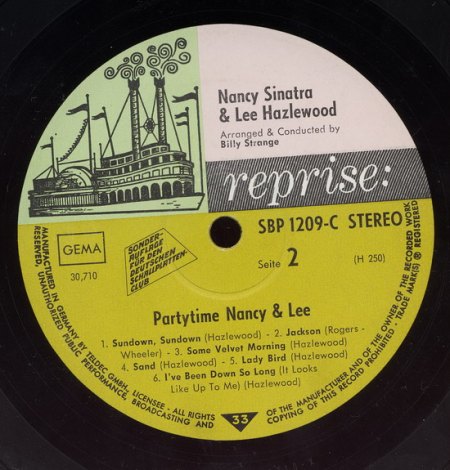 Nancy Sinatra
& Lee Hazlewood
Arranged & Conducted by
Billy Strange
reprise:
SBP 1209-C STEREO
GEMA
30,710
SONDER-
AUFLAGE FÜR
DEN DEUTSCHEN
SCHALLPLATTEN-
CLUB
Seite 2
(H 250)
Partytime Nancy & Lee
1. Sundown, Sundown (Hazlewood) - 2. Jackson (Rogers -
Wheeler) - 3. Some Velvet Morning (Hazlewood)
4. Sand (Hazlewood) - 5. Lady Bird (Hazlewood)
6. I've Been Down So Long (It Looks
Like Up To Me) (Hazlewood)
33
MANUFACTURED IN GERMANY BY TELDEC GMBH, LICENSEE - ALL RIGHTS OF THE MANUFACTURER AND OF THE OWNER OF THE RECORDED WORK
RESERVED, UNAUTHORIZED PUBLIC PERFORMANCE, BROADCASTING AND COPYING OF THIS RECORD PROHIBITED - TRADE MARK(S) ® REGISTERED